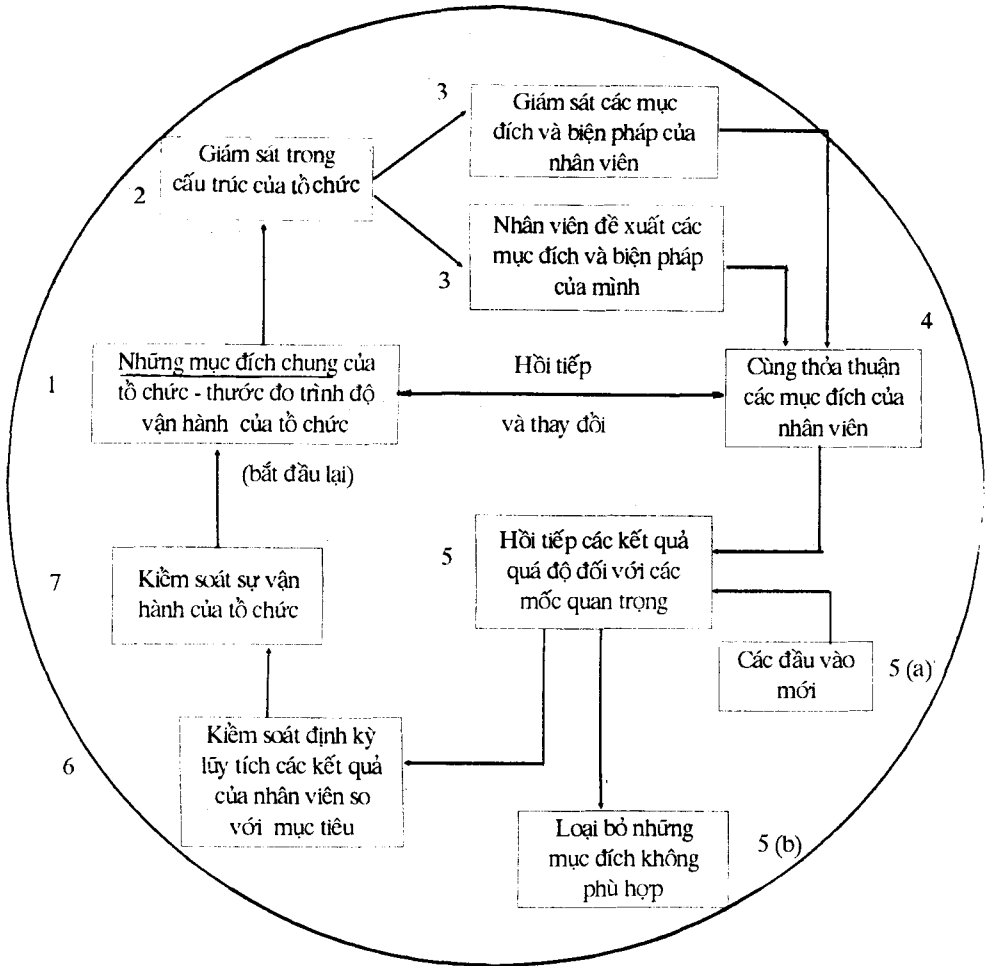 3
Giám sát các mục
đích và biện pháp của
nhân viên
Giám sát trong
cấu trúc của tổ chức
2
Nhân viên đề xuất các
mục đích và biện pháp
của mình
3
4
Những mục đích chung của
tổ chức - thước đo trình độ
vận hành của tổ chức
1
Hồi tiếp
và thay đổi
Cùng thỏa thuận
các mục đích của
nhân viên
(bắt đầu lại)
5
Hồi tiếp các kết quả
quá độ đối với các
mốc quan trọng
7
Kiểm soát sự vận
hành của tổ chức
Các đầu vào
mới
5 (a)
6
Kiểm soát định kỳ
lũy tích các kết quả
của nhân viên so
với mục tiêu
Loại bỏ những
mục đích không
phù hợp
5 (b)